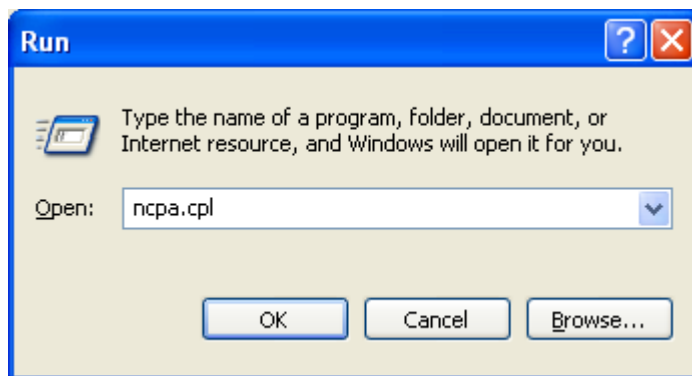 Run
Type the name of a program, folder, document, or
Internet resource, and Windows will open it for you.
Open: ncpa.cpl
OK Cancel Browse...